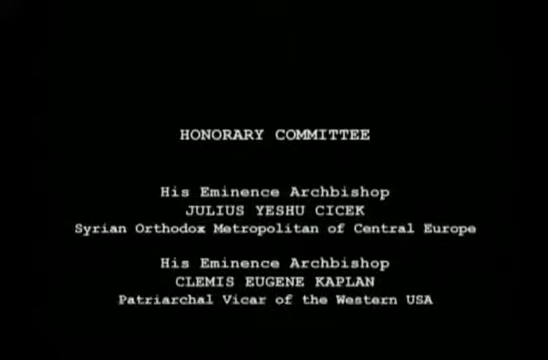 HONORARY COMMITTEE
His Eminence Archbishop
JULIUS YESHU CICEK
Syrian Orthodox Metropolitan of Central Europe
His Eminence Archbishop
CLEMIS EUGENE KAPLAN
Patriarchal Vicar of the Western USA